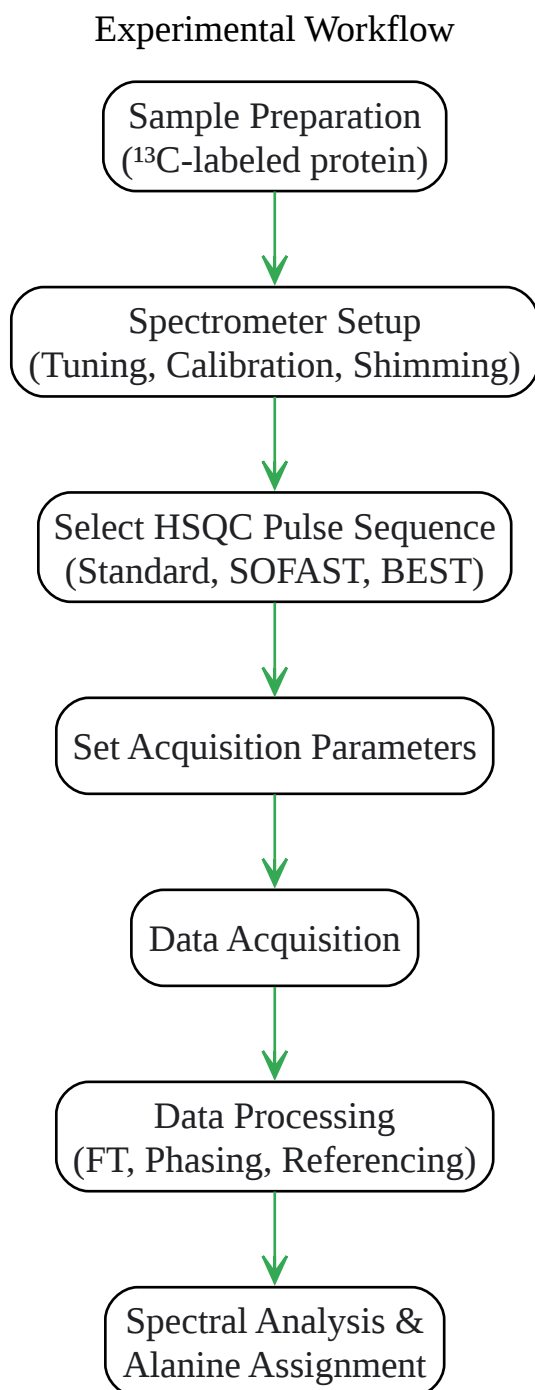 Experimental Workflow
Sample Preparation
(¹³C-labeled protein)
Spectrometer Setup
(Tuning, Calibration, Shimming)
Select HSQC Pulse Sequence
(Standard, SOFAST, BEST)
Set Acquisition Parameters
Data Acquisition
Data Processing
(FT, Phasing, Referencing)
Spectral Analysis &
Alanine Assignment